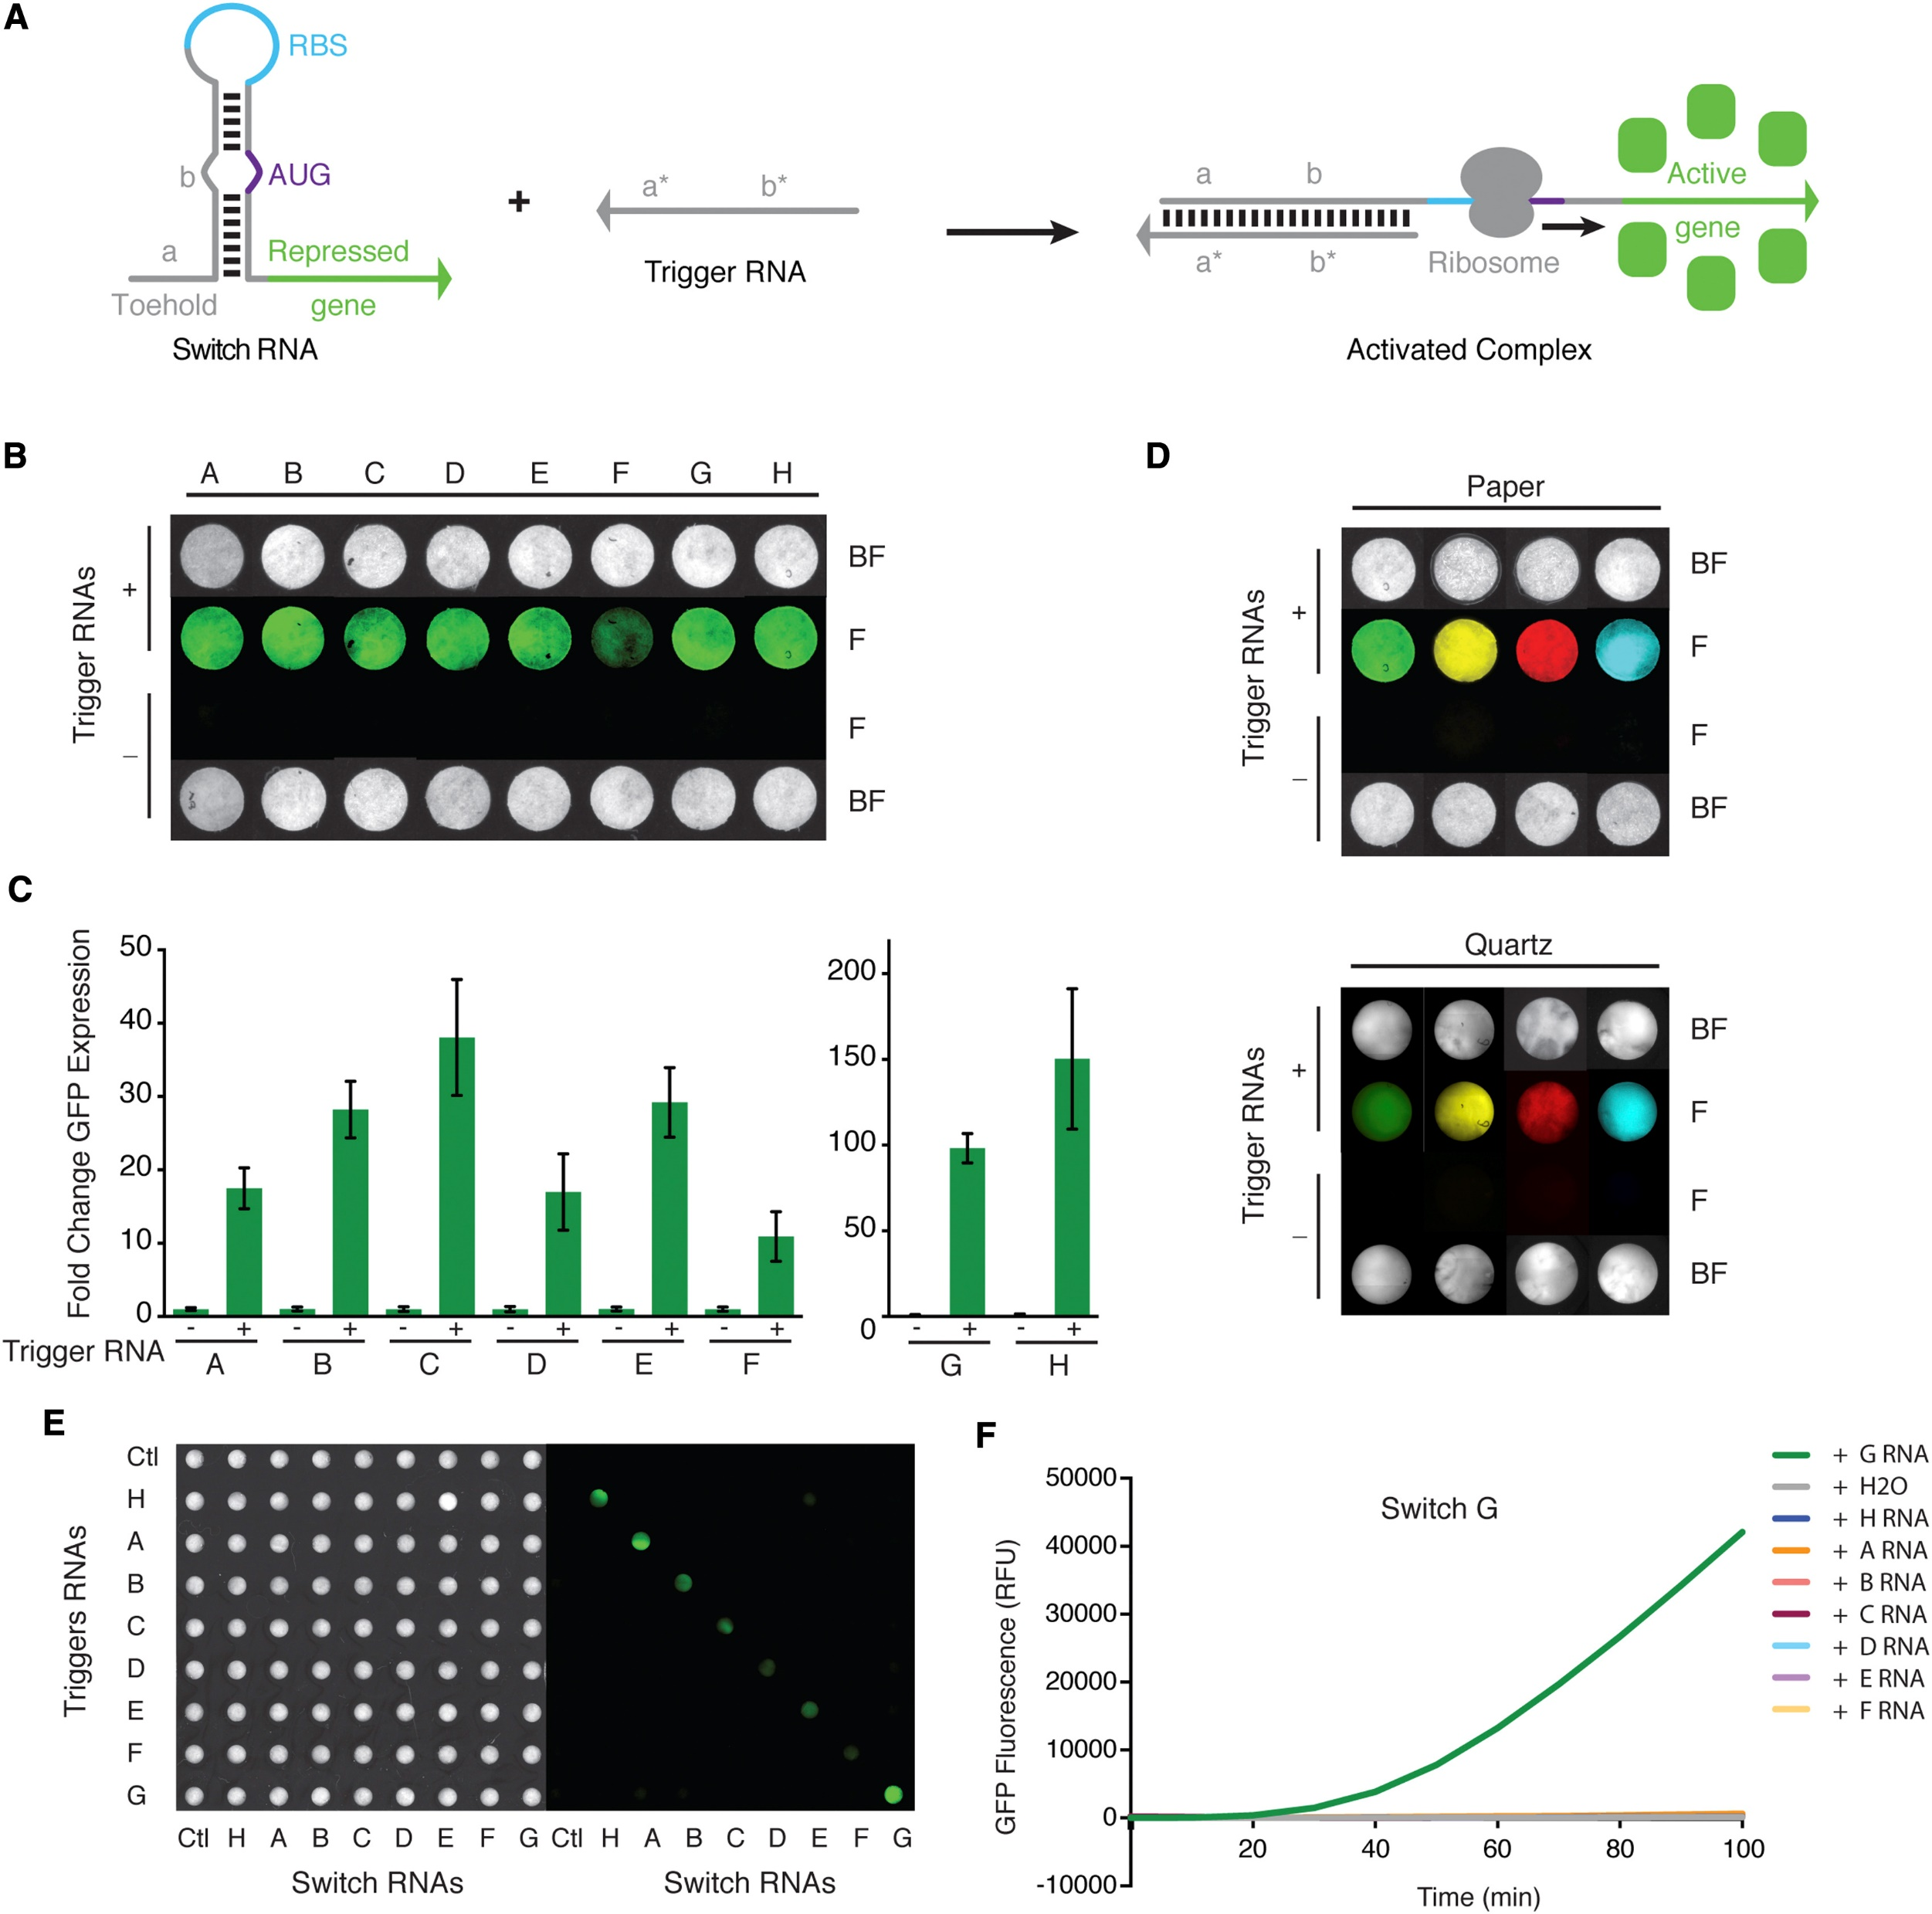 A
RBS
b
AUG
a
Repressed
Toehold
gene
Switch RNA
+
a* b*
Trigger RNA
a b
a* b*
Ribosome
Active
gene
Activated Complex
B
A B C D E F G H
Trigger RNAs
+
–
BF
F
F
BF
C
Fold Change GFP Expression
50
40
30
20
10
0
- + - + - + - + - + - +
Trigger RNA
A B C D E F
200
150
100
50
0
- + - +
G H
D
Paper
Trigger RNAs
+
–
BF
F
F
BF
Quartz
Trigger RNAs
+
–
BF
F
F
BF
E
Triggers RNAs
Ctl
H
A
B
C
D
E
F
G
Ctl H A B C D E F G Ctl H A B C D E F G
Switch RNAs Switch RNAs
F
Switch G
GFP Fluorescence (RFU)
50000
40000
30000
20000
10000
0
-10000
20 40 60 80 100
Time (min)
+ G RNA
+ H2O
+ H RNA
+ A RNA
+ B RNA
+ C RNA
+ D RNA
+ E RNA
+ F RNA